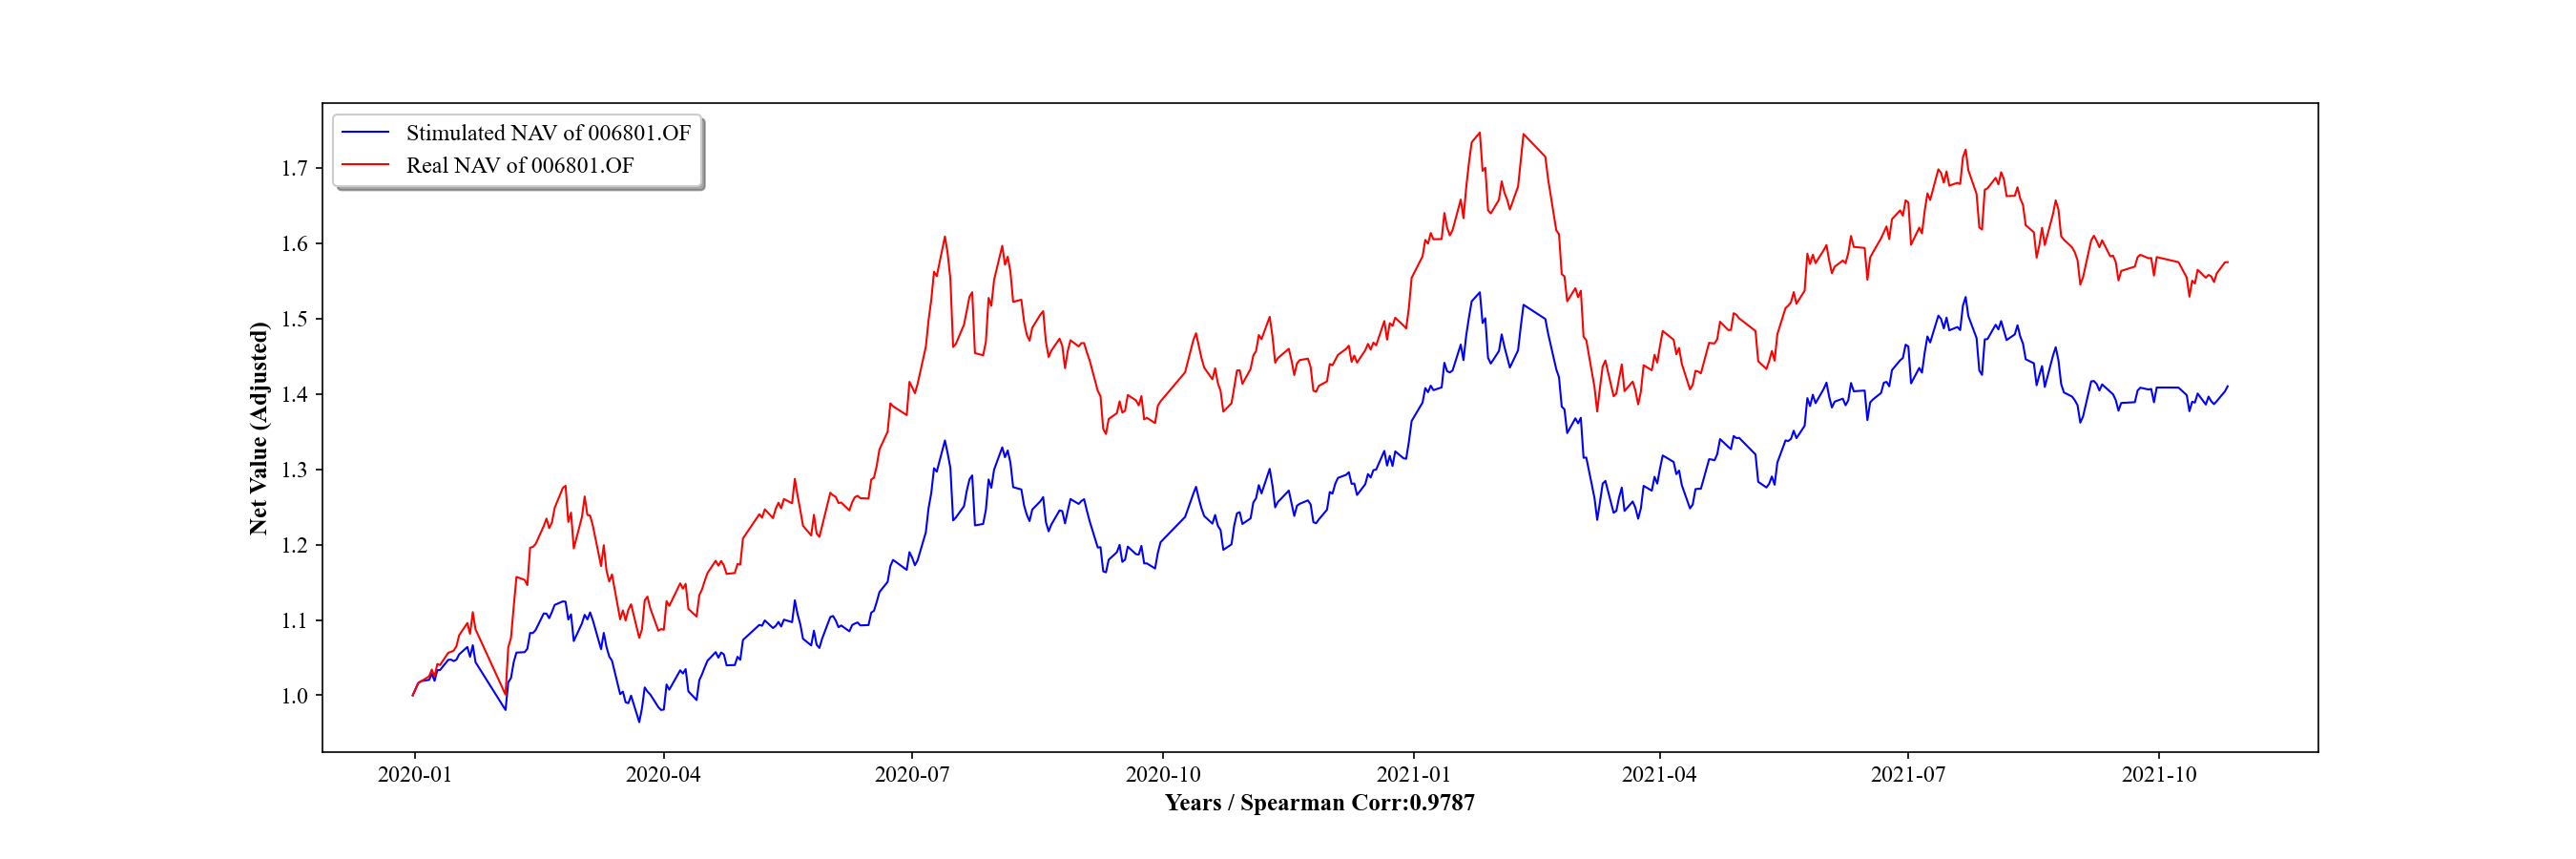 Stimulated NAV of 006801.OF
Real NAV of 006801.OF
Net Value (Adjusted)
1.7
1.6
1.5
1.4
1.3
1.2
1.1
1.0
2020-01 2020-04 2020-07 2020-10 2021-01 2021-04 2021-07 2021-10
Years / Spearman Corr:0.9787